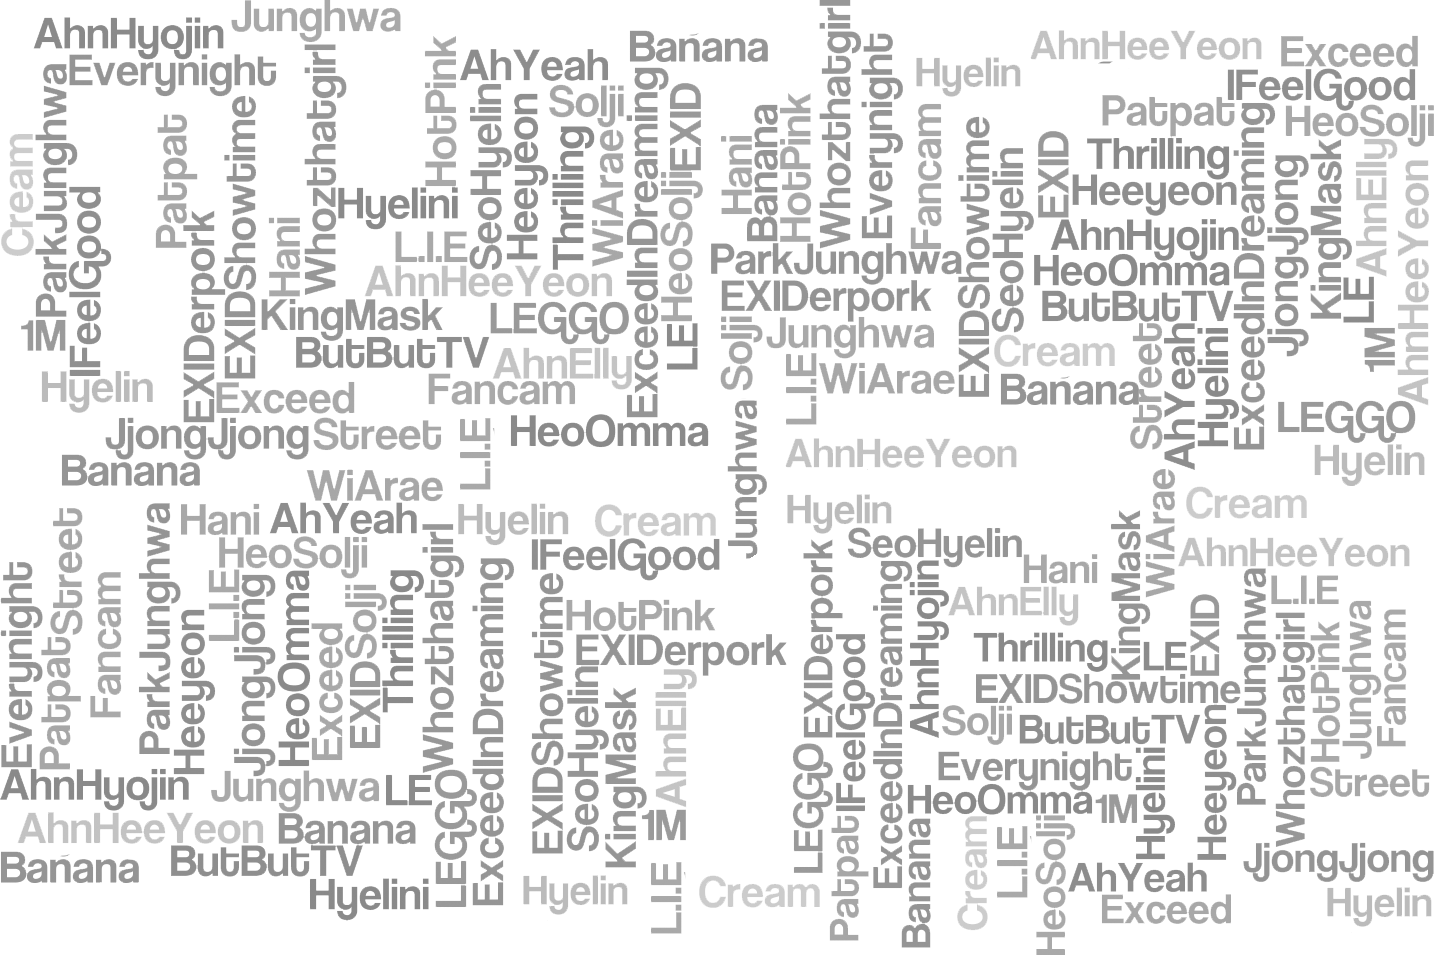 Junghwa
AhnHyojin
Everynight
Whozthatgirl
HotPink
AhYeah
Banana
Whozthatgirl
Everynight
AhnHeeYeon
Exceed
Hyelin
IFeelGood
Cream
ParkJunghwa
Patpat
EXIDShowtime
SeoHyelin
Heeyeon
Solji
Thrilling
WiArae
ExceedInDreaming
EXID
HeoSolji
Hani
Banana
HotPink
Fancam
EXIDShowtime
SeoHyelin
EXID
Patpat
HeoSolji
Thrilling
Heeyeon
ExceedInDreaming
JjongJjong
KingMask
AhnElly
AhnHeeYeon
IFeelGood
EXIDerpork
Hani
Hyelini
L.I.E
AhnHyojin
ParkJunghwa
HeoOmma
AhnHeeYeon
EXIDerpork
ButButTV
LE
1M
KingMask
LEGGO
LE
Solji
Junghwa
ButButTV
AhnElly
Cream
Street
AhYeah
Hyelini
1M
L.I.E
WiArae
Hyelin
Exceed
Fancam
Banana
JjongJjong
Street
L.I.E
HeoOmma
Junghwa
LEGGO
AhnHeeYeon
Hyelin
Banana
WiArae
WiArae
Cream
Hani
AhYeah
Hyelin
Cream
Hyelin
KingMask
Street
ParkJunghwa
HeoSolji
Whozthatgirl
IFeelGood
EXIDerpork
SeoHyelin
AhnHeeYeon
Hani
Everynight
Patpat
Fancam
Heeyeon
L.I.E
JjongJjong
HeoOmma
Exceed
Solji
EXID
Thrilling
ExceedInDreaming
EXIDShowtime
HotPink
ExceedInDreaming
AhnHyojin
AhnElly
EXID
ParkJunghwa
L.I.E
Whozthatgirl
HotPink
Junghwa
Fancam
EXIDerpork
SeoHyelin
KingMask
AhnElly
IFeelGood
Thrilling
LE
EXIDShowtime
Solji
ButButTV
Heeyeon
AhnHyojin
Junghwa
LE
LEGGO
LEGGO
Everynight
Hyelini
Street
HeoOmma
1M
AhnHeeYeon
Banana
1M
Patpat
Banana
Cream
L.I.E
HeoSolji
Banana
ButButTV
JjongJjong
Hyelini
Hyelin
L.I.E
Cream
AhYeah
Exceed
Hyelin